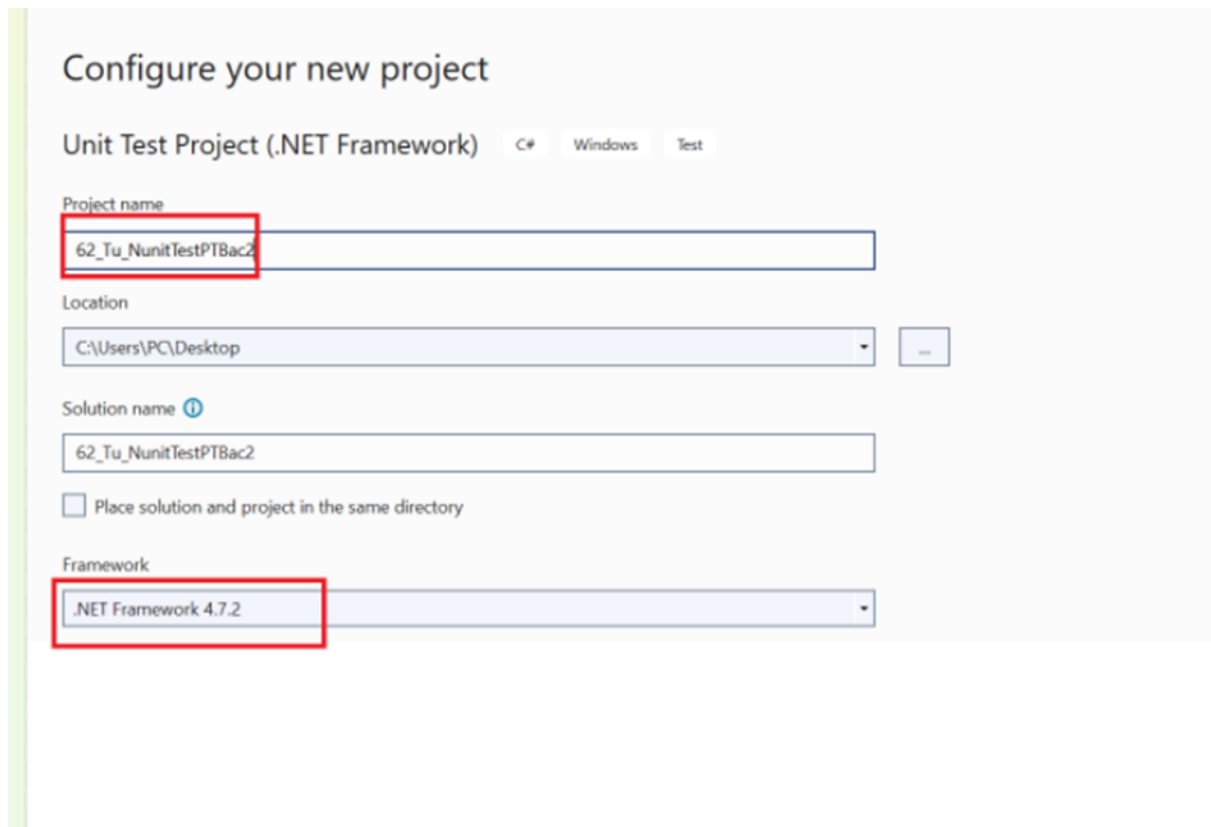 Configure your new project
Unit Test Project (.NET Framework) C# Windows Test
Project name
62_Tu_NunitTestPTBac2
Location
C:\Users\PC\Desktop
...
Solution name
62_Tu_NunitTestPTBac2
Place solution and project in the same directory
Framework
.NET Framework 4.7.2